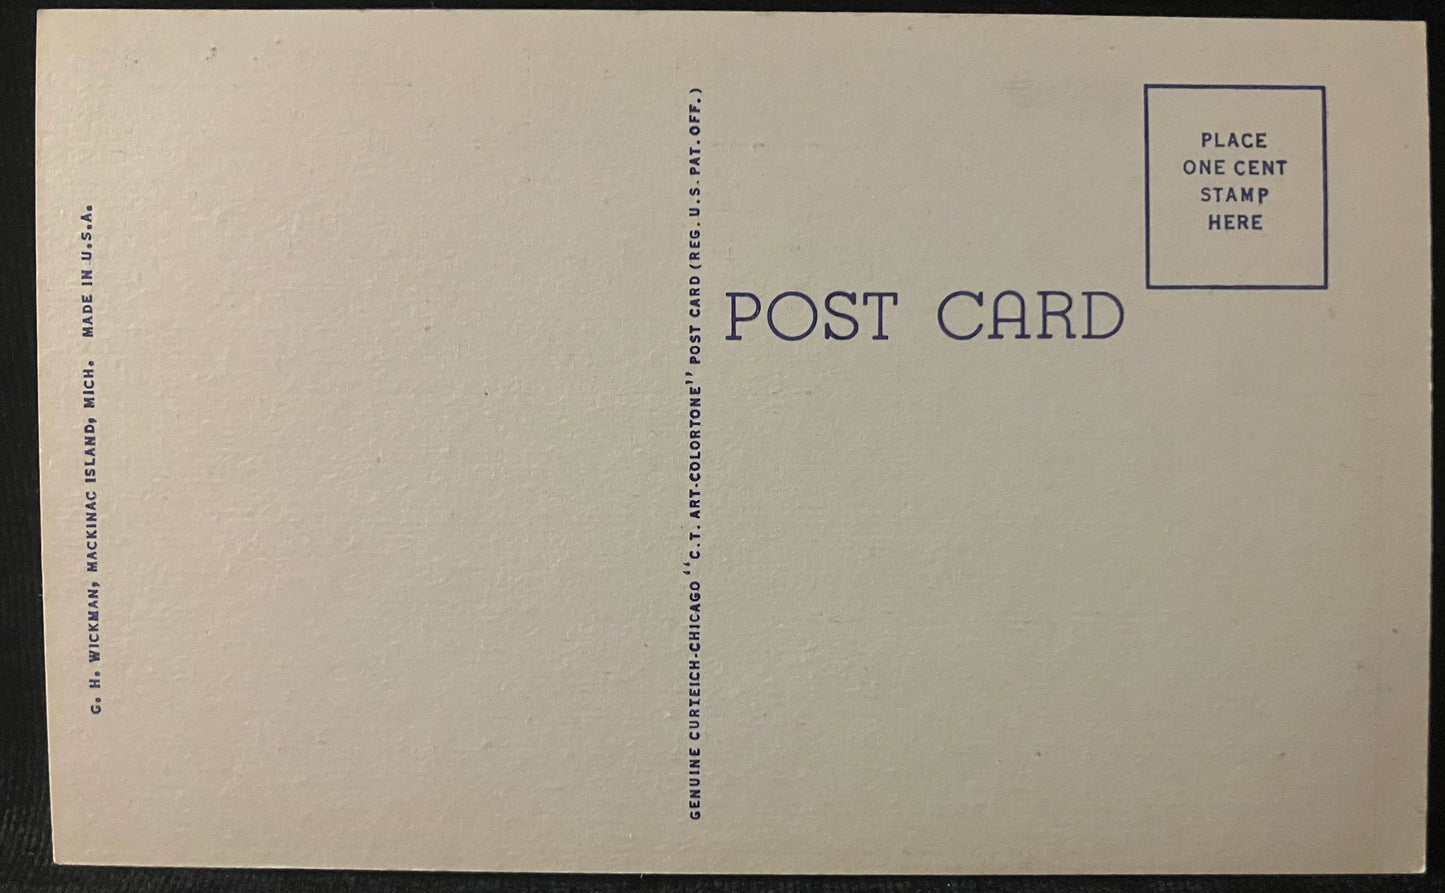 G. H. WICKMAN, MACKINAC ISLAND, MICH. MADE IN U.S.A.
GENUINE CURTEICH-CHICAGO "C.T. ART-COLORTONE" POST CARD (REG. U.S. PAT. OFF.)
POST CARD
PLACE
ONE CENT
STAMP
HERE